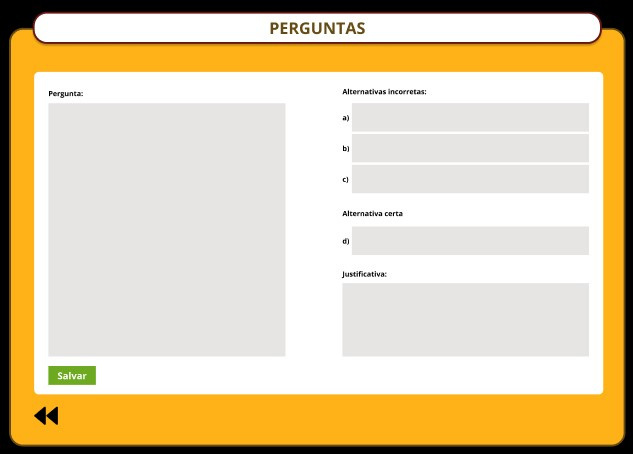 PERGUNTAS
Pergunta:
Alternativas incorretas:
a)
b)
c)
Alternativa certa
d)
Justificativa:
Salvar